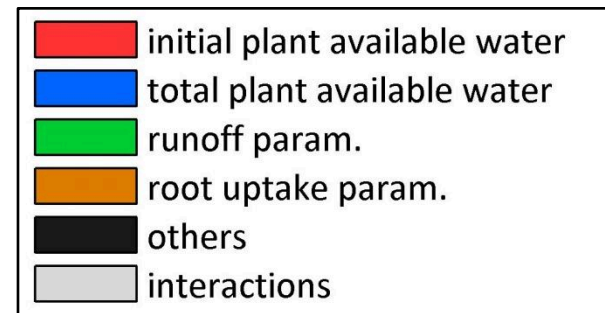 initial plant available water
total plant available water
runoff param.
root uptake param.
others
interactions